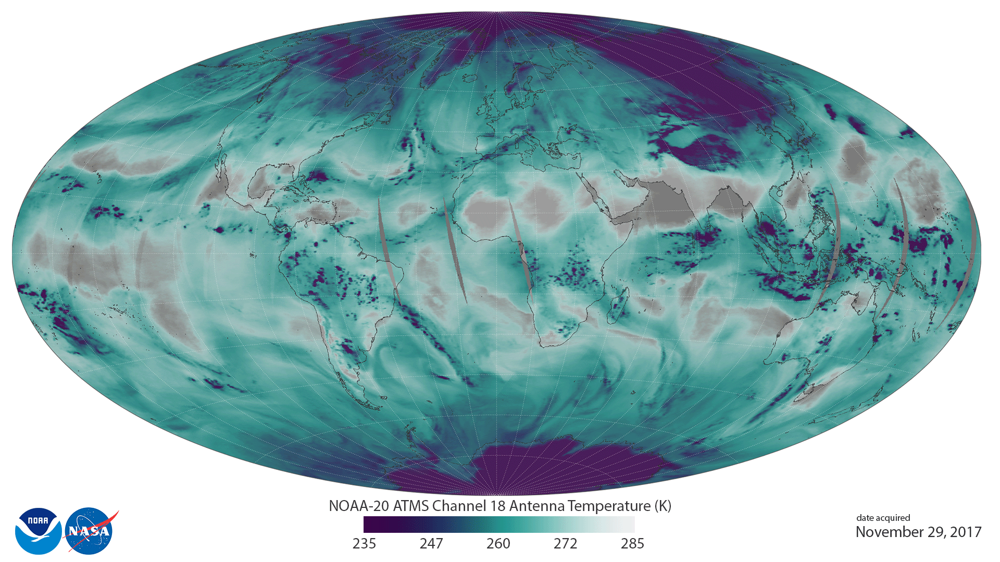 NOAA-20 ATMS Channel 18 Antenna Temperature (K)
235 247 260 272 285
NOAA
NASA
date acquired
November 29, 2017